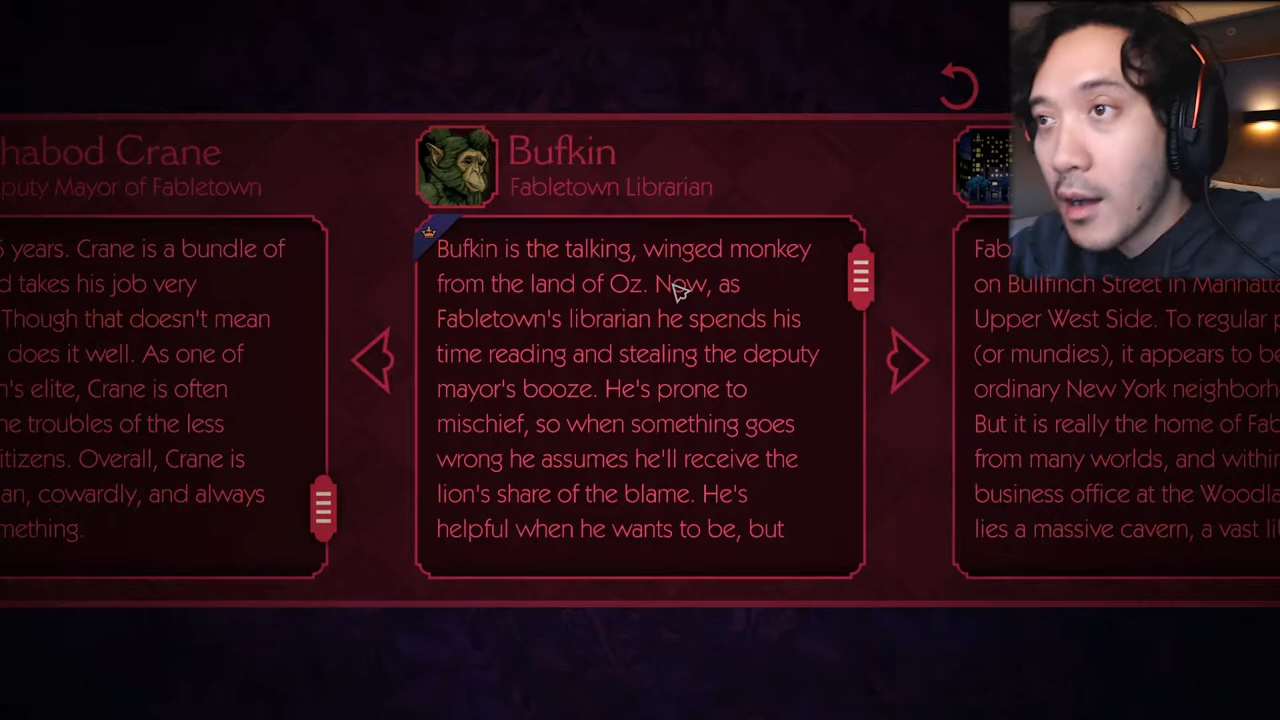 habod Crane
puty Mayor of Fabletown
years. Crane is a bundle of
d takes his job very
Though that doesn't mean
does it well. As one of
n's elite, Crane is often
he troubles of the less
itizens. Overall, Crane is
an, cowardly, and always
mething.
Bufkin
Fabletown Librarian
Bufkin is the talking, winged monkey
from the land of Oz. Now, as
Fabletown's librarian he spends his
time reading and stealing the deputy
mayor's booze. He's prone to
mischief, so when something goes
wrong he assumes he'll receive the
lion's share of the blame. He's
helpful when he wants to be, but
Fab
on Bullfinch Street in Manhatta
Upper West Side. To regular p
(or mundies), it appears to be
ordinary New York neighborh
But it is really the home of Fab
from many worlds, and within
business office at the Woodla
lies a massive cavern, a vast li